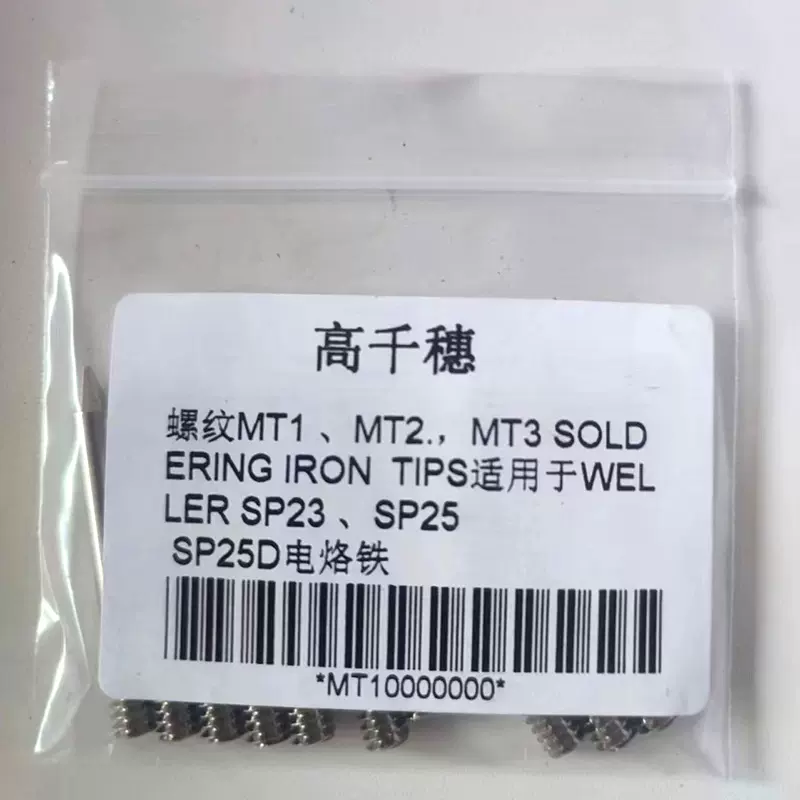 高千穗
螺纹MT1 、MT2.，MT3 SOLD
ERING IRON TIPS适用于WEL
LER SP23 、SP25
SP25D电烙铁
*MT10000000*